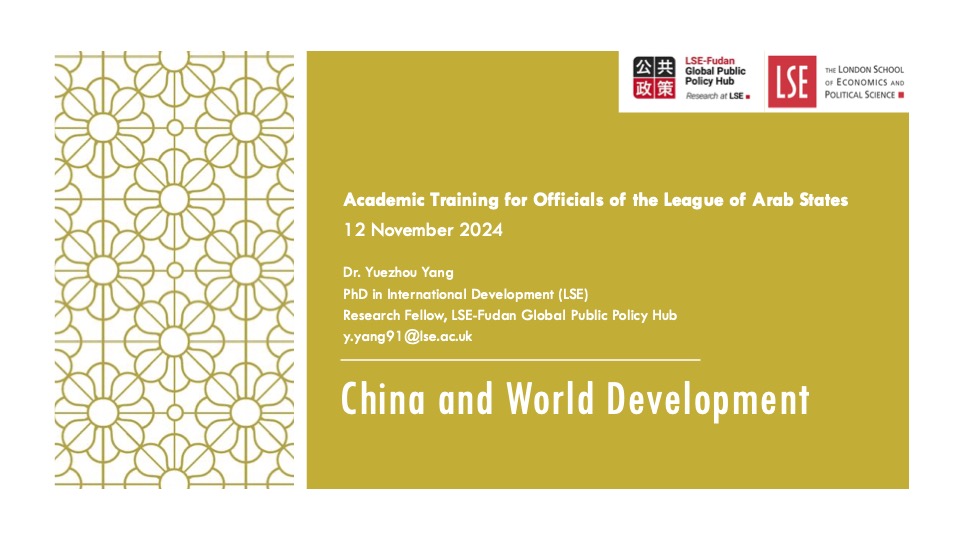 公共
政策
LSE-Fudan
Global Public
Policy Hub
Research at LSE
LSE
THE LONDON SCHOOL
OF ECONOMICS AND
POLITICAL SCIENCE
Academic Training for Officials of the League of Arab States
12 November 2024
Dr. Yuezhou Yang
PhD in International Development (LSE)
Research Fellow, LSE-Fudan Global Public Policy Hub
y.yang91@lse.ac.uk
China and World Development